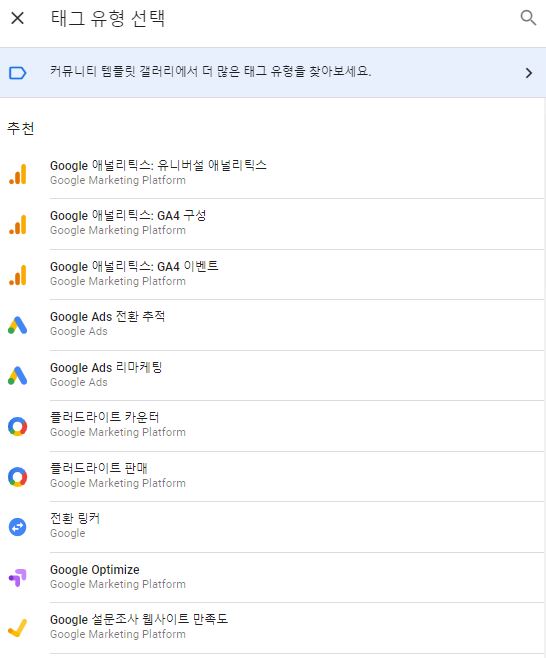 태그 유형 선택
커뮤니티 템플릿 갤러리에서 더 많은 태그 유형을 찾아보세요.
추천
Google 애널리틱스: 유니버설 애널리틱스
Google Marketing Platform
Google 애널리틱스: GA4 구성
Google Marketing Platform
Google 애널리틱스: GA4 이벤트
Google Marketing Platform
Google Ads 전환 추적
Google Ads
Google Ads 리마케팅
Google Ads
플러드라이트 카운터
Google Marketing Platform
플러드라이트 판매
Google Marketing Platform
전환 링커
Google
Google Optimize
Google Marketing Platform
Google 설문조사 웹사이트 만족도
Google Marketing Platform